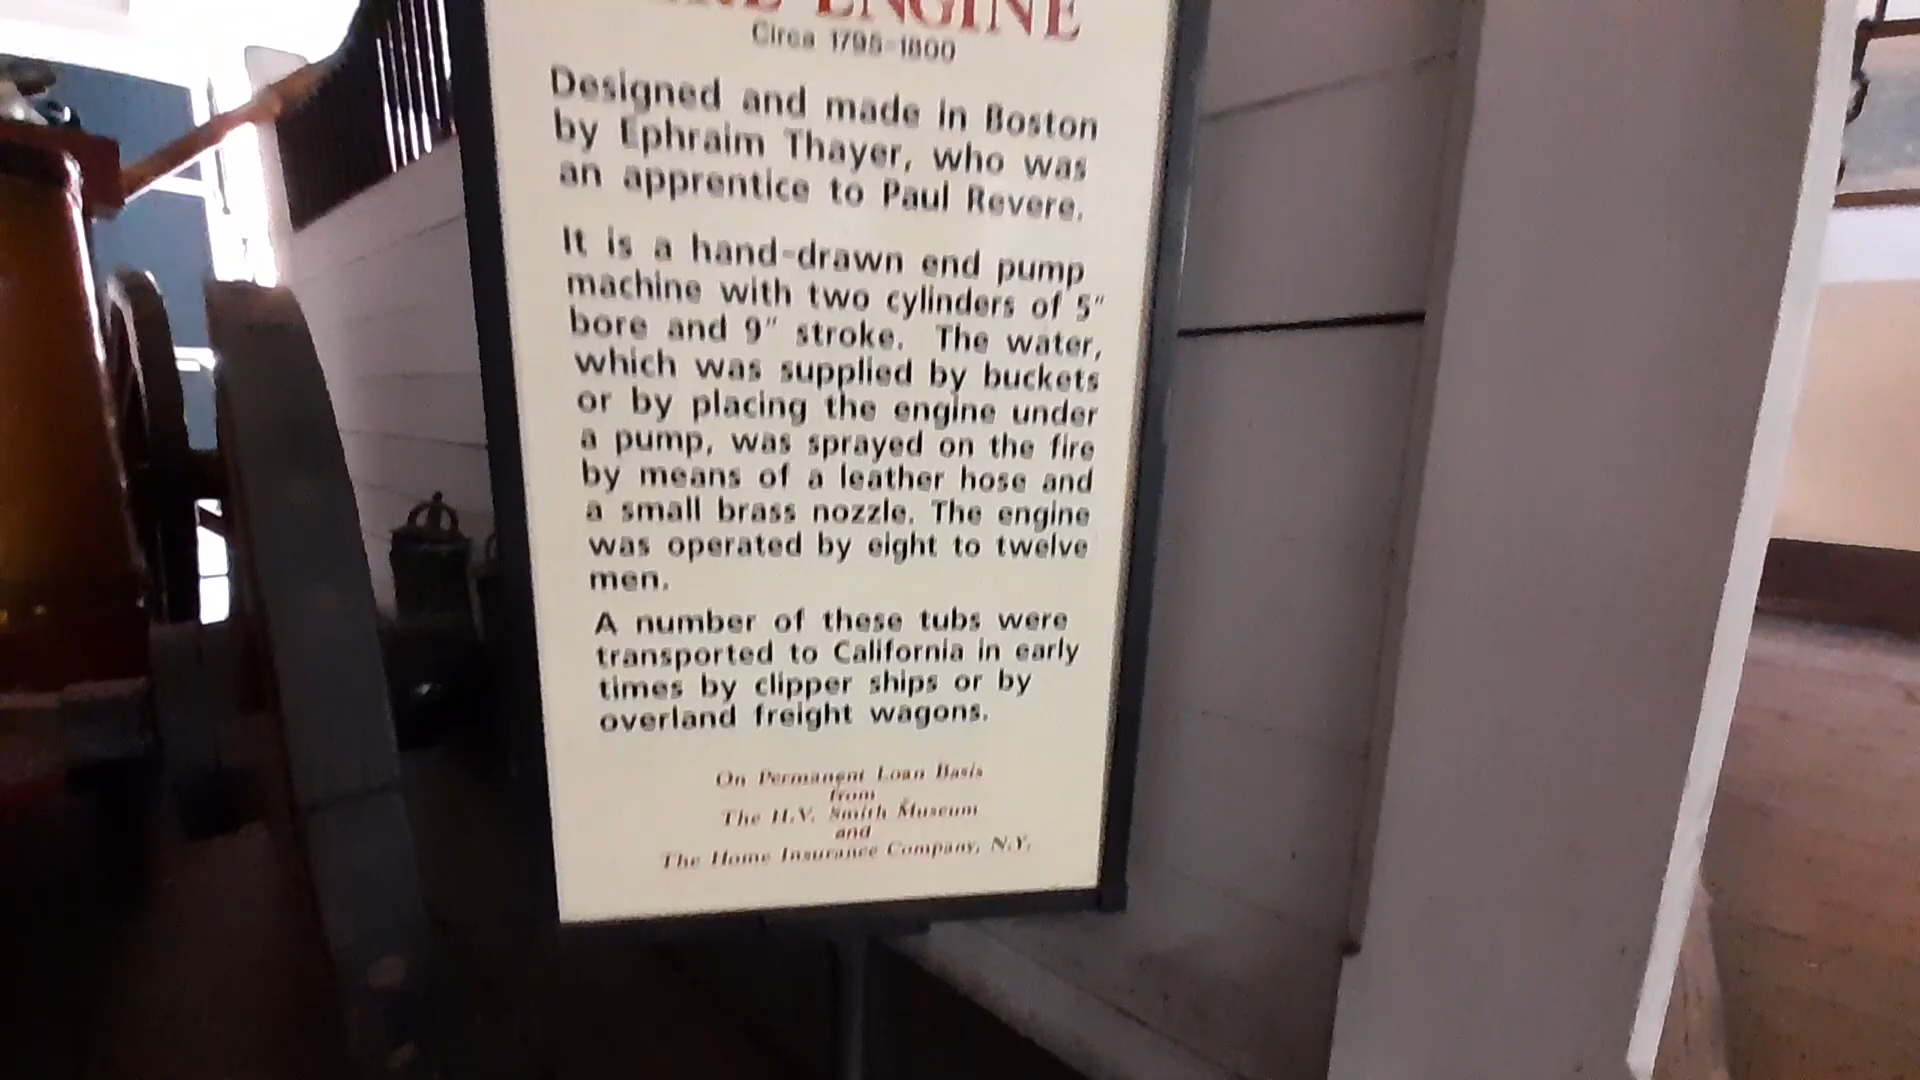 ENGINE
Circa 1795-1800
Designed and made in Boston
by Ephraim Thayer, who was
an apprentice to Paul Revere.
It is a hand-drawn end pump
machine with two cylinders of 5"
bore and 9" stroke. The water,
which was supplied by buckets
or by placing the engine under
a pump, was sprayed on the fire
by means of a leather hose and
a small brass nozzle. The engine
was operated by eight to twelve
men.
A number of these tubs were
transported to California in early
times by clipper ships or by
overland freight wagons.
On Permanent Loan Basis
from
The H.V. Smith Museum
and
The Home Insurance Company, N.Y.